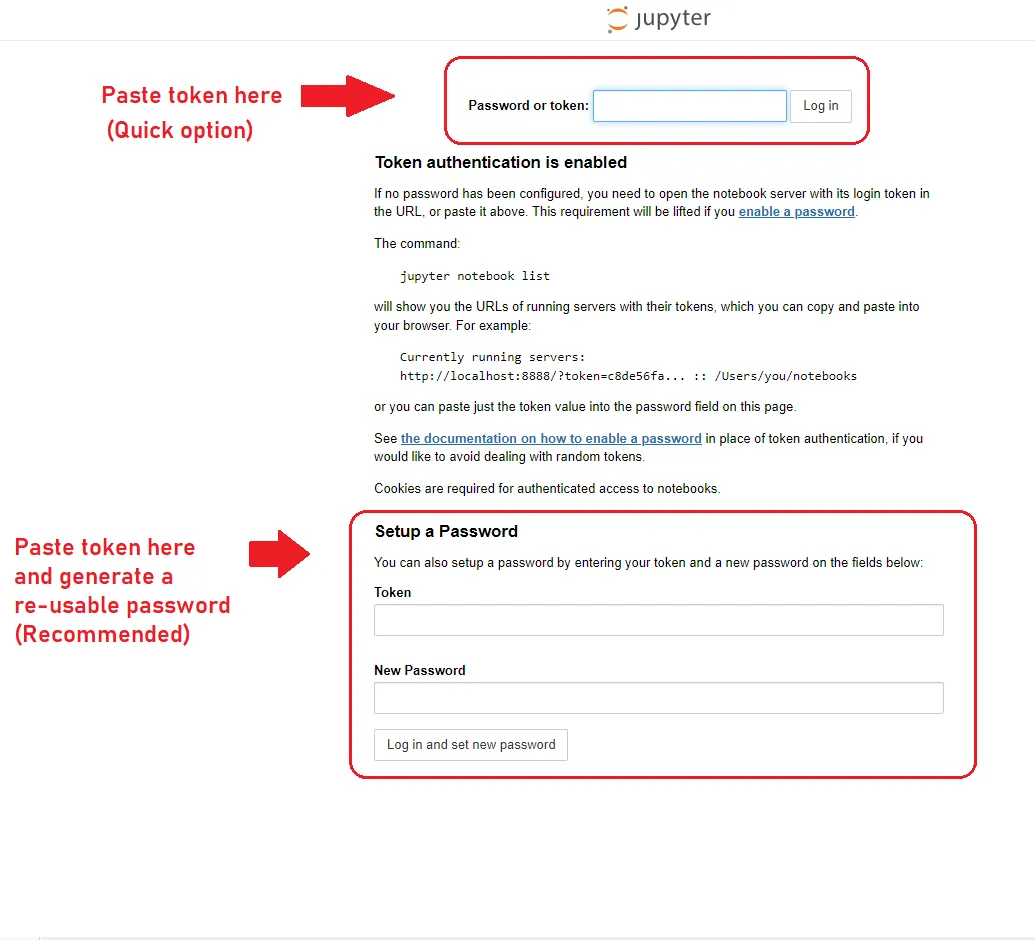 jupyter
Paste token here
(Quick option)
Password or token:
Log in
Token authentication is enabled
If no password has been configured, you need to open the notebook server with its login token in
the URL, or paste it above. This requirement will be lifted if you enable a password.
The command:
jupyter notebook list
will show you the URLs of running servers with their tokens, which you can copy and paste into
your browser. For example:
Currently running servers:
http://localhost:8888/?token=c8de56fa... :: /Users/you/notebooks
or you can paste just the token value into the password field on this page.
See the documentation on how to enable a password in place of token authentication, if you
would like to avoid dealing with random tokens.
Cookies are required for authenticated access to notebooks.
Paste token here
and generate a
re-usable password
(Recommended)
Setup a Password
You can also setup a password by entering your token and a new password on the fields below:
Token
New Password
Log in and set new password